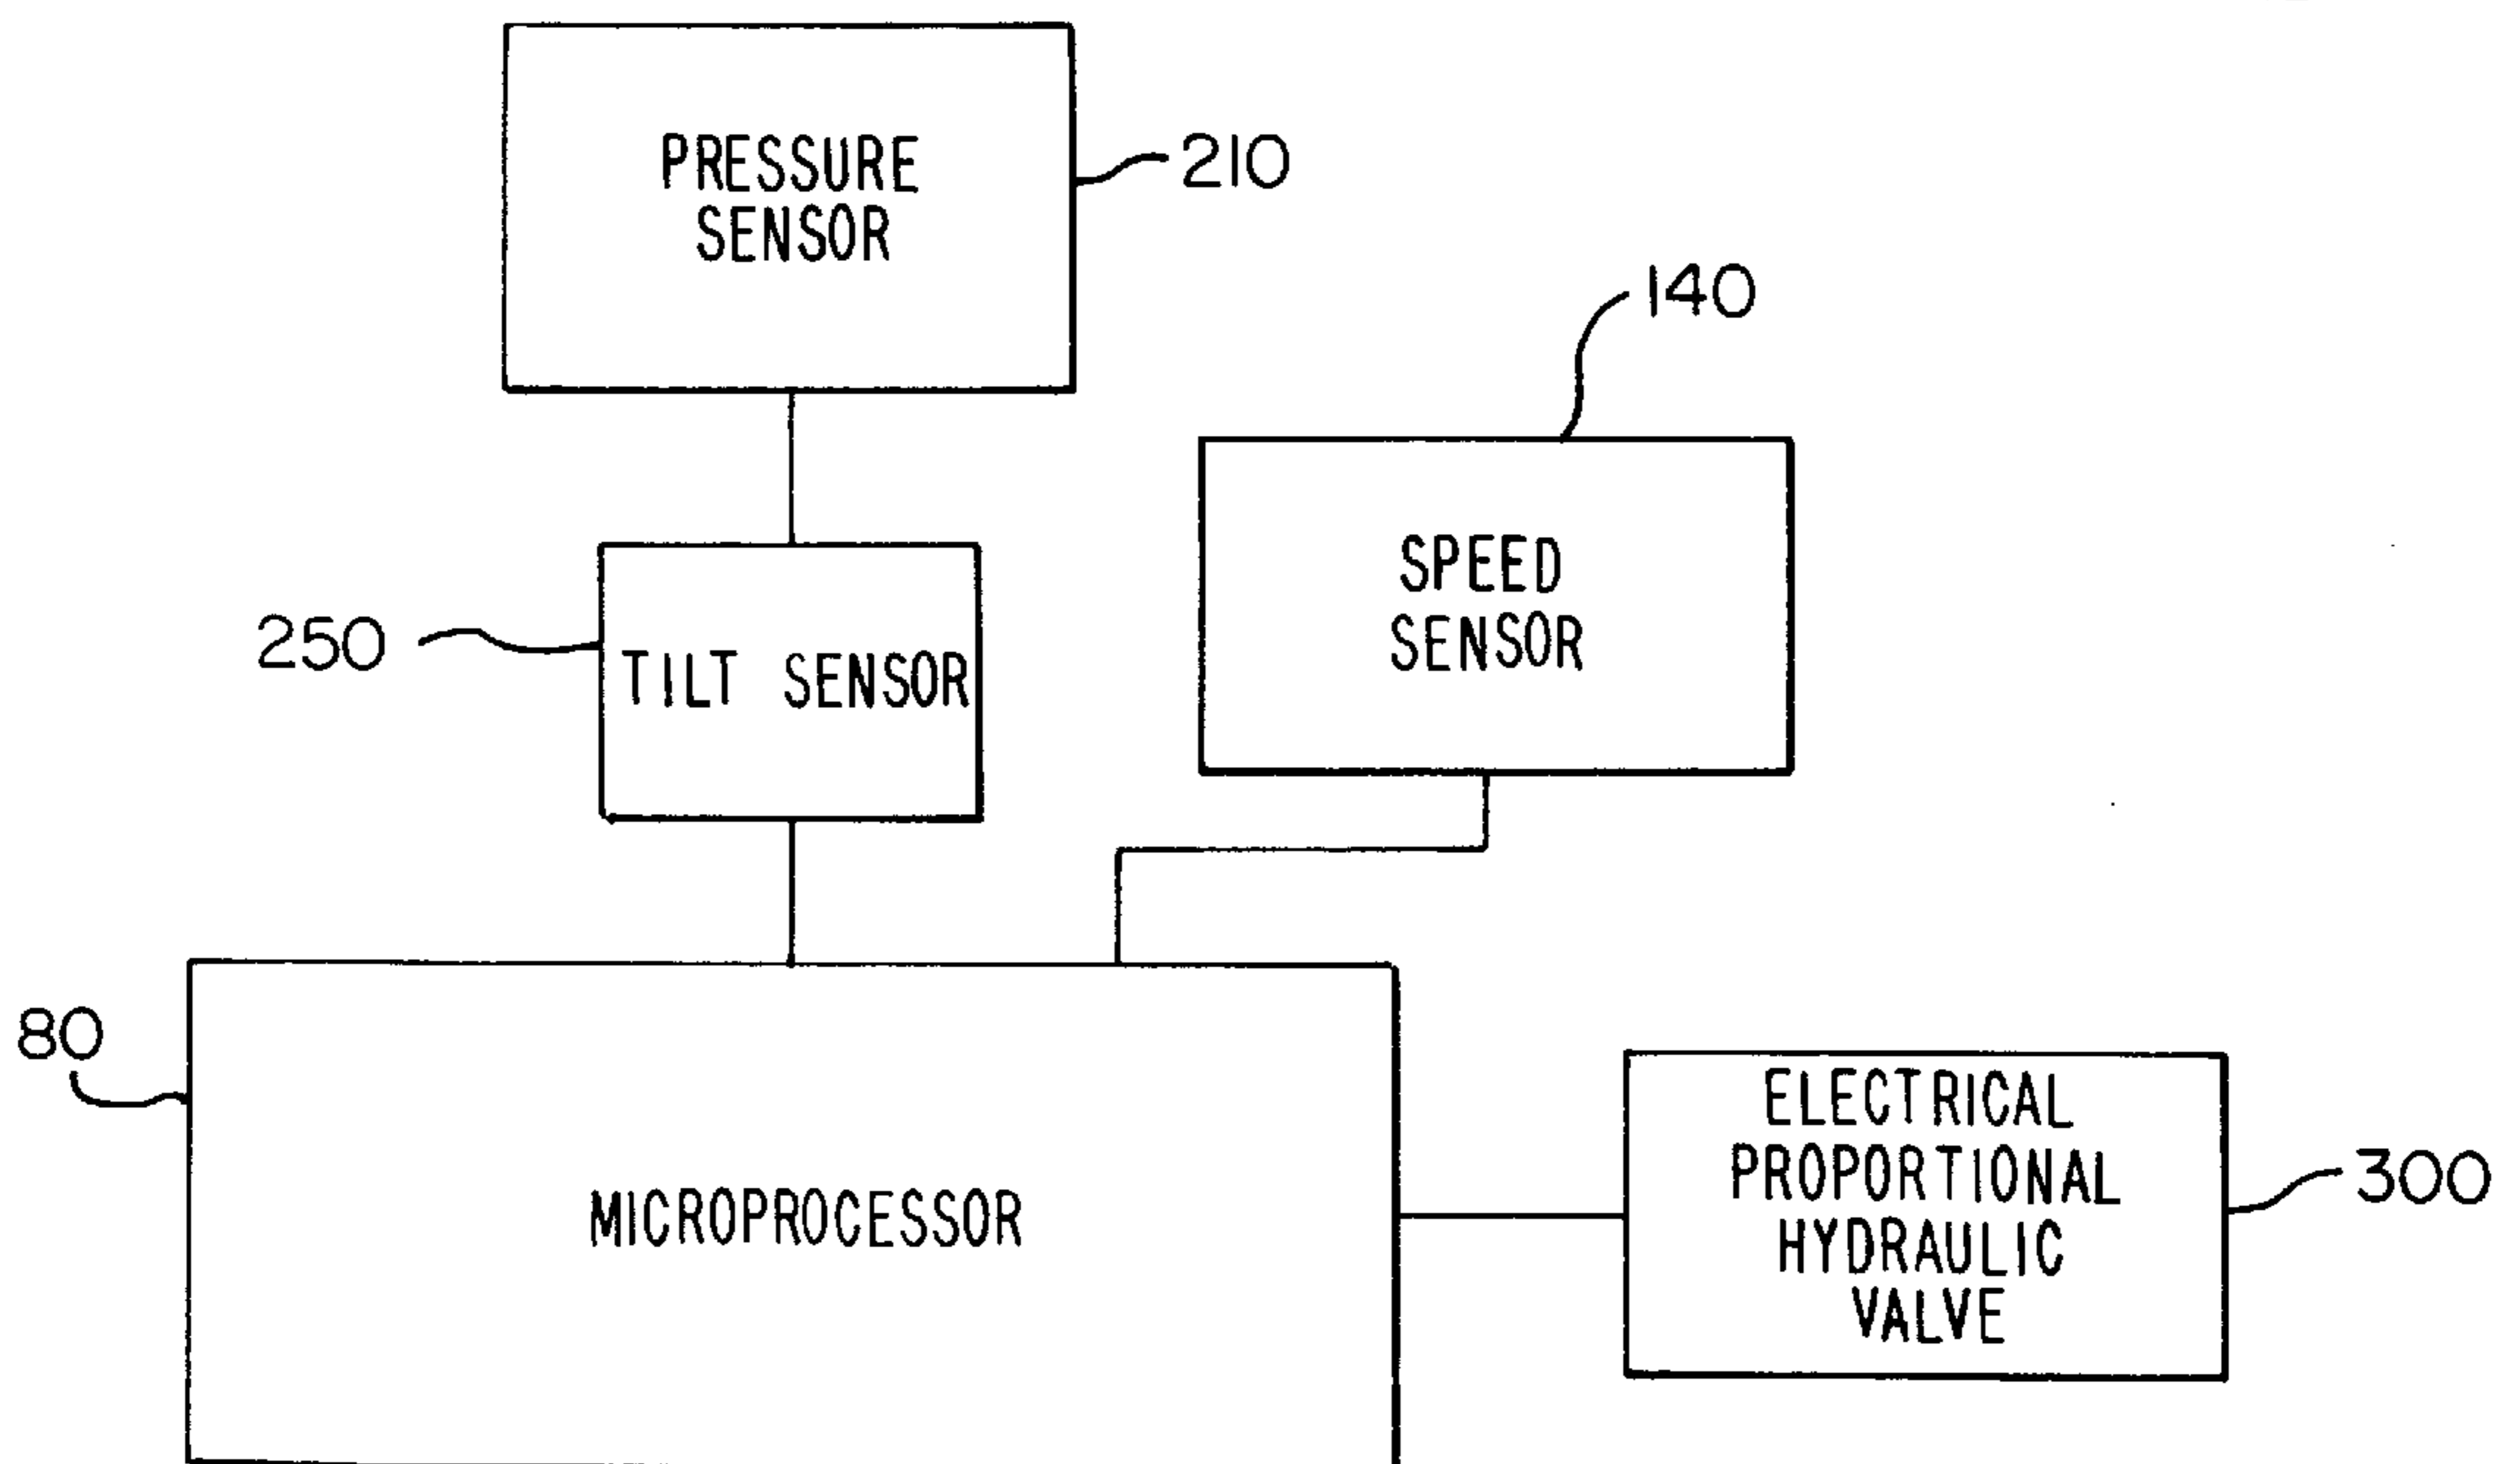 PRESSURE
SENSOR
210
140
SPEED
SENSOR
250
TILT SENSOR
80
MICROPROCESSOR
ELECTRICAL
PROPORTIONAL
HYDRAULIC
VALVE
300